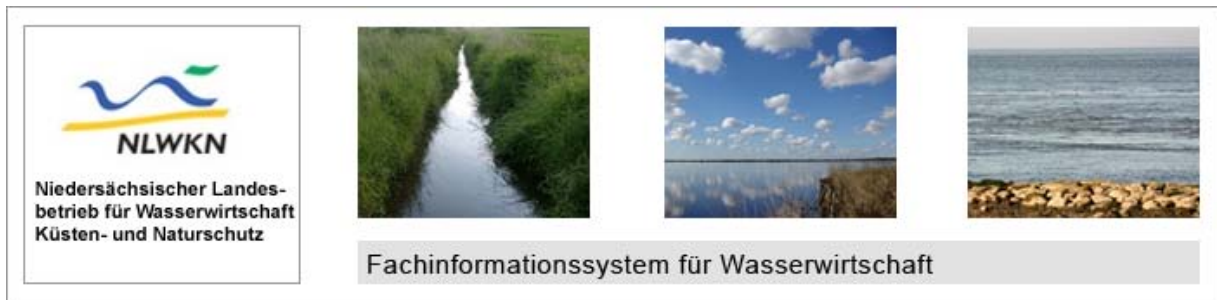 NLWKN
Niedersächsischer Landes-
betrieb für Wasserwirtschaft
Küsten- und Naturschutz
Fachinformationssystem für Wasserwirtschaft